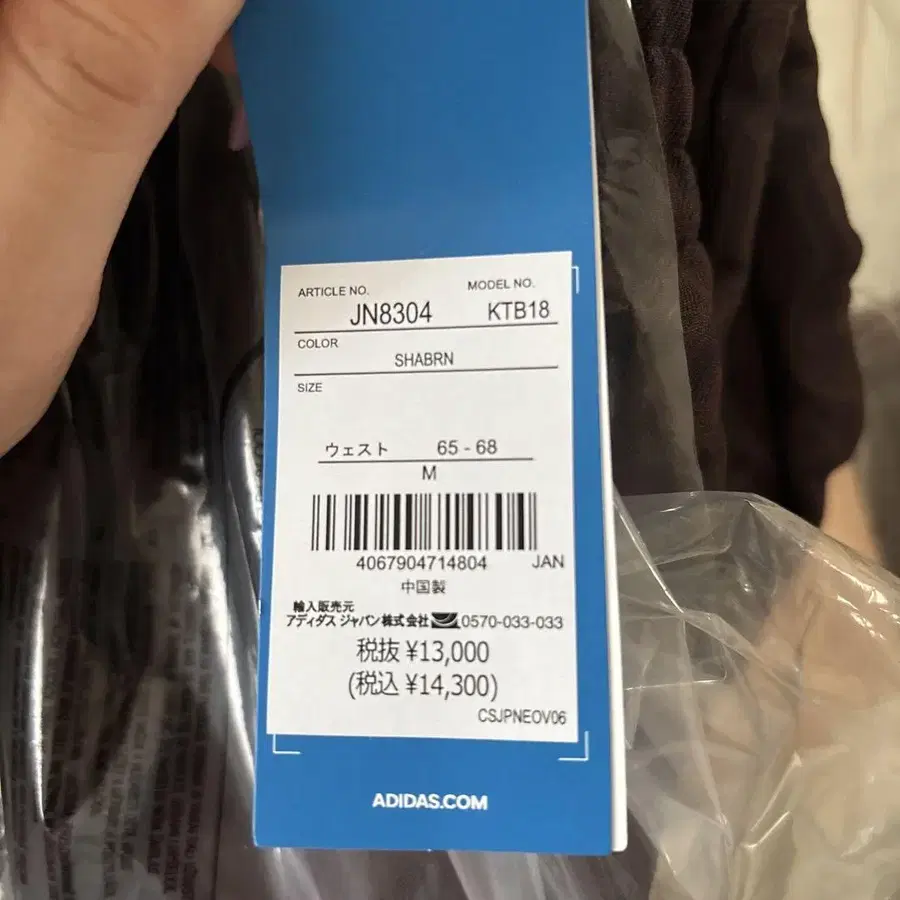 ARTICLE NO. MODEL NO.
JN8304 KTB18
COLOR
SHABRN
SIZE
ウェスト 65 - 68
M
4067904714804 JAN
中国製
輸入販売元
アディダス ジャパン株式会社 0570-033-033
税抜 ¥13,000
(税込 ¥14,300)
CSJPNEOV06
ADIDAS.COM